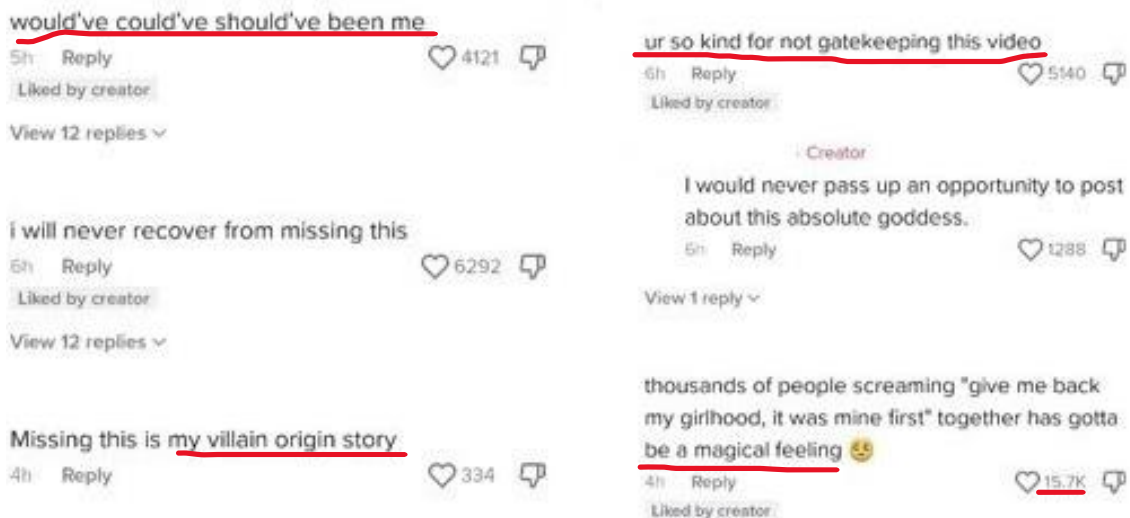 would've could've should've been me
5h Reply
4121
Liked by creator
View 12 replies
i will never recover from missing this
6h Reply
6292
Liked by creator
View 12 replies
Missing this is my villain origin story
4h Reply
334
ur so kind for not gatekeeping this video
6h Reply
5140
Liked by creator
· Creator
I would never pass up an opportunity to post
about this absolute goddess.
6h Reply
1288
View 1 reply
thousands of people screaming "give me back
my girlhood, it was mine first" together has gotta
be a magical feeling 🥹
4h Reply
15.7K
Liked by creator